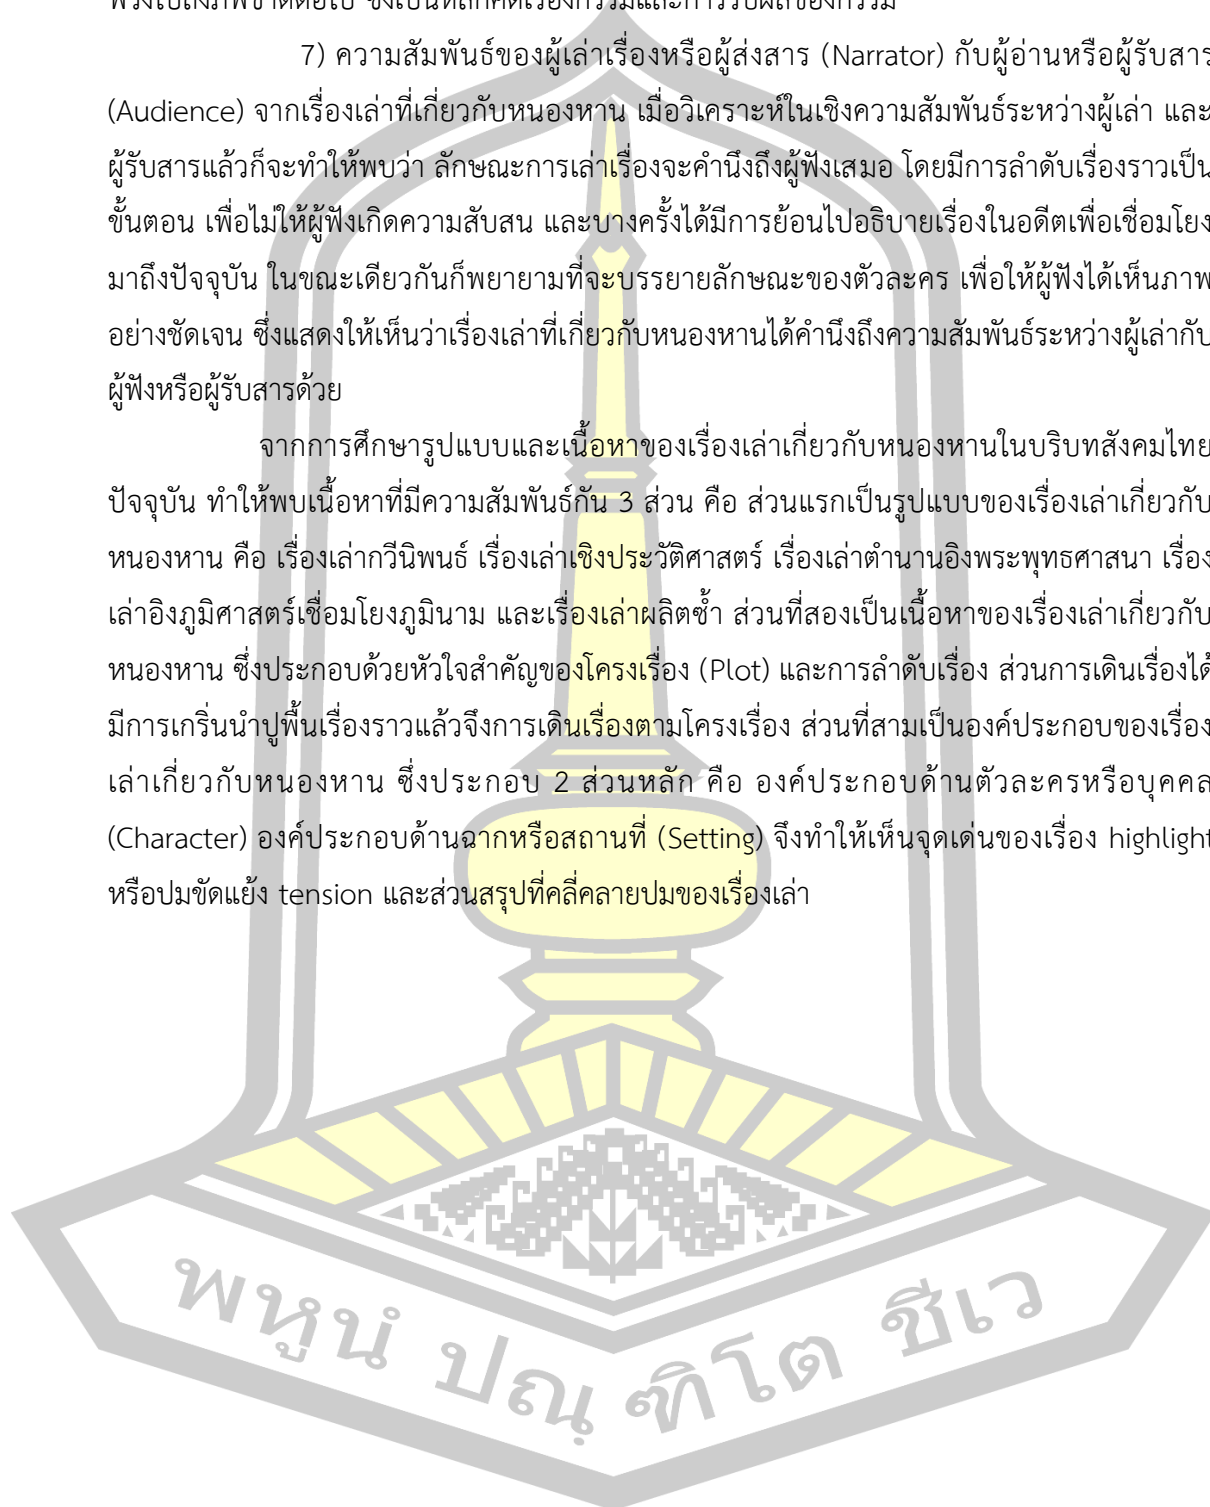 7) ความสัมพันธ์ของผู้เล่าเรื่องหรือผู้ส่งสาร (Narrator) กับผู้อ่านหรือผู้รับสาร
(Audience) จากเรื่องเล่าที่เกี่ยวกับหนองหาน เมื่อวิเคราะห์ในเชิงความสัมพันธ์ระหว่างผู้เล่า และ
ผู้รับสารแล้วก็จะทำให้พบว่า ลักษณะการเล่าเรื่องจะคำนึงถึงผู้ฟังเสมอ โดยมีการลำดับเรื่องราวเป็น
ขั้นตอน เพื่อไม่ให้ผู้ฟังเกิดความสับสน และบางครั้งได้มีการย้อนไปอธิบายเรื่องในอดีตเพื่อเชื่อมโยง
มาถึงปัจจุบัน ในขณะเดียวกันก็พยายามที่จะบรรยายลักษณะของตัวละคร เพื่อให้ผู้ฟังได้เห็นภาพ
อย่างชัดเจน ซึ่งแสดงให้เห็นว่าเรื่องเล่าที่เกี่ยวกับหนองหานได้คำนึงถึงความสัมพันธ์ระหว่างผู้เล่ากับ
ผู้ฟังหรือผู้รับสารด้วย
จากการศึกษารูปแบบและเนื้อหาของเรื่องเล่าเกี่ยวกับหนองหานในบริบทสังคมไทย
ปัจจุบัน ทำให้พบเนื้อหาที่มีความสัมพันธ์กัน 3 ส่วน คือ ส่วนแรกเป็นรูปแบบของเรื่องเล่าเกี่ยวกับ
หนองหาน คือ เรื่องเล่ากวีนิพนธ์ เรื่องเล่าเชิงประวัติศาสตร์ เรื่องเล่าตำนานอิงพระพุทธศาสนา เรื่อง
เล่าอิงภูมิศาสตร์เชื่อมโยงภูมินาม และเรื่องเล่าผลิตซ้ำ ส่วนที่สองเป็นเนื้อหาของเรื่องเล่าเกี่ยวกับ
หนองหาน ซึ่งประกอบด้วยหัวใจสำคัญของโครงเรื่อง (Plot) และการลำดับเรื่อง ส่วนการเดินเรื่องได้
มีการเกริ่นนำปูพื้นเรื่องราวแล้วจึงการเดินเรื่องตามโครงเรื่อง ส่วนที่สามเป็นองค์ประกอบของเรื่อง
เล่าเกี่ยวกับหนองหาน ซึ่งประกอบ 2 ส่วนหลัก คือ องค์ประกอบด้านตัวละครหรือบุคคล
(Character) องค์ประกอบด้านฉากหรือสถานที่ (Setting) จึงทำให้เห็นจุดเด่นของเรื่อง highlight
หรือปมขัดแย้ง tension และส่วนสรุปที่คลี่คลายปมของเรื่องเล่า
พหูนํ ปณฺฑิโต ชีเว